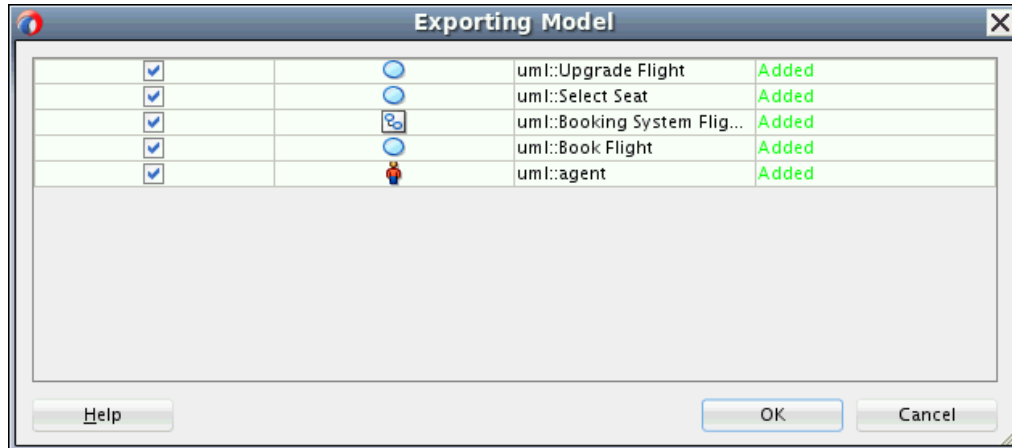 Exporting Model
uml::Upgrade Flight Added
uml::Select Seat Added
uml::Booking System Flig... Added
uml::Book Flight Added
uml::agent Added
Help OK Cancel